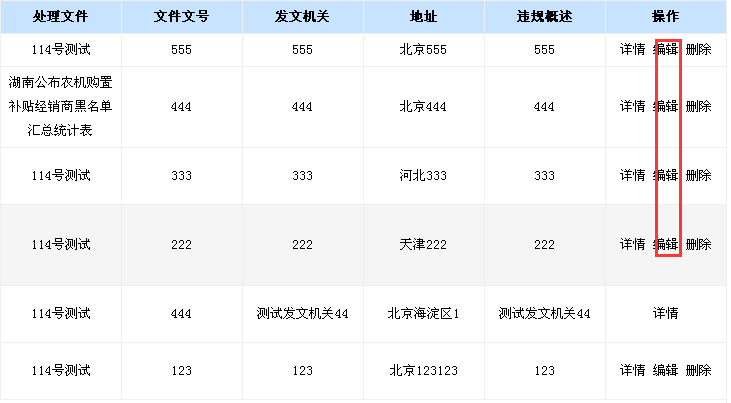 处理文件 文件文号 发文机关 地址 违规概述 操作
114号测试 555 555 北京555 555 详情 编辑 删除
湖南公布农机购置
补贴经销商黑名单
汇总统计表
444 444 北京444 444 详情 编辑 删除
114号测试 333 333 河北333 333 详情 编辑 删除
114号测试 222 222 天津222 222 详情 编辑 删除
114号测试 444 测试发文机关44 北京海淀区1 测试发文机关44 详情
114号测试 123 123 北京123123 123 详情 编辑 删除